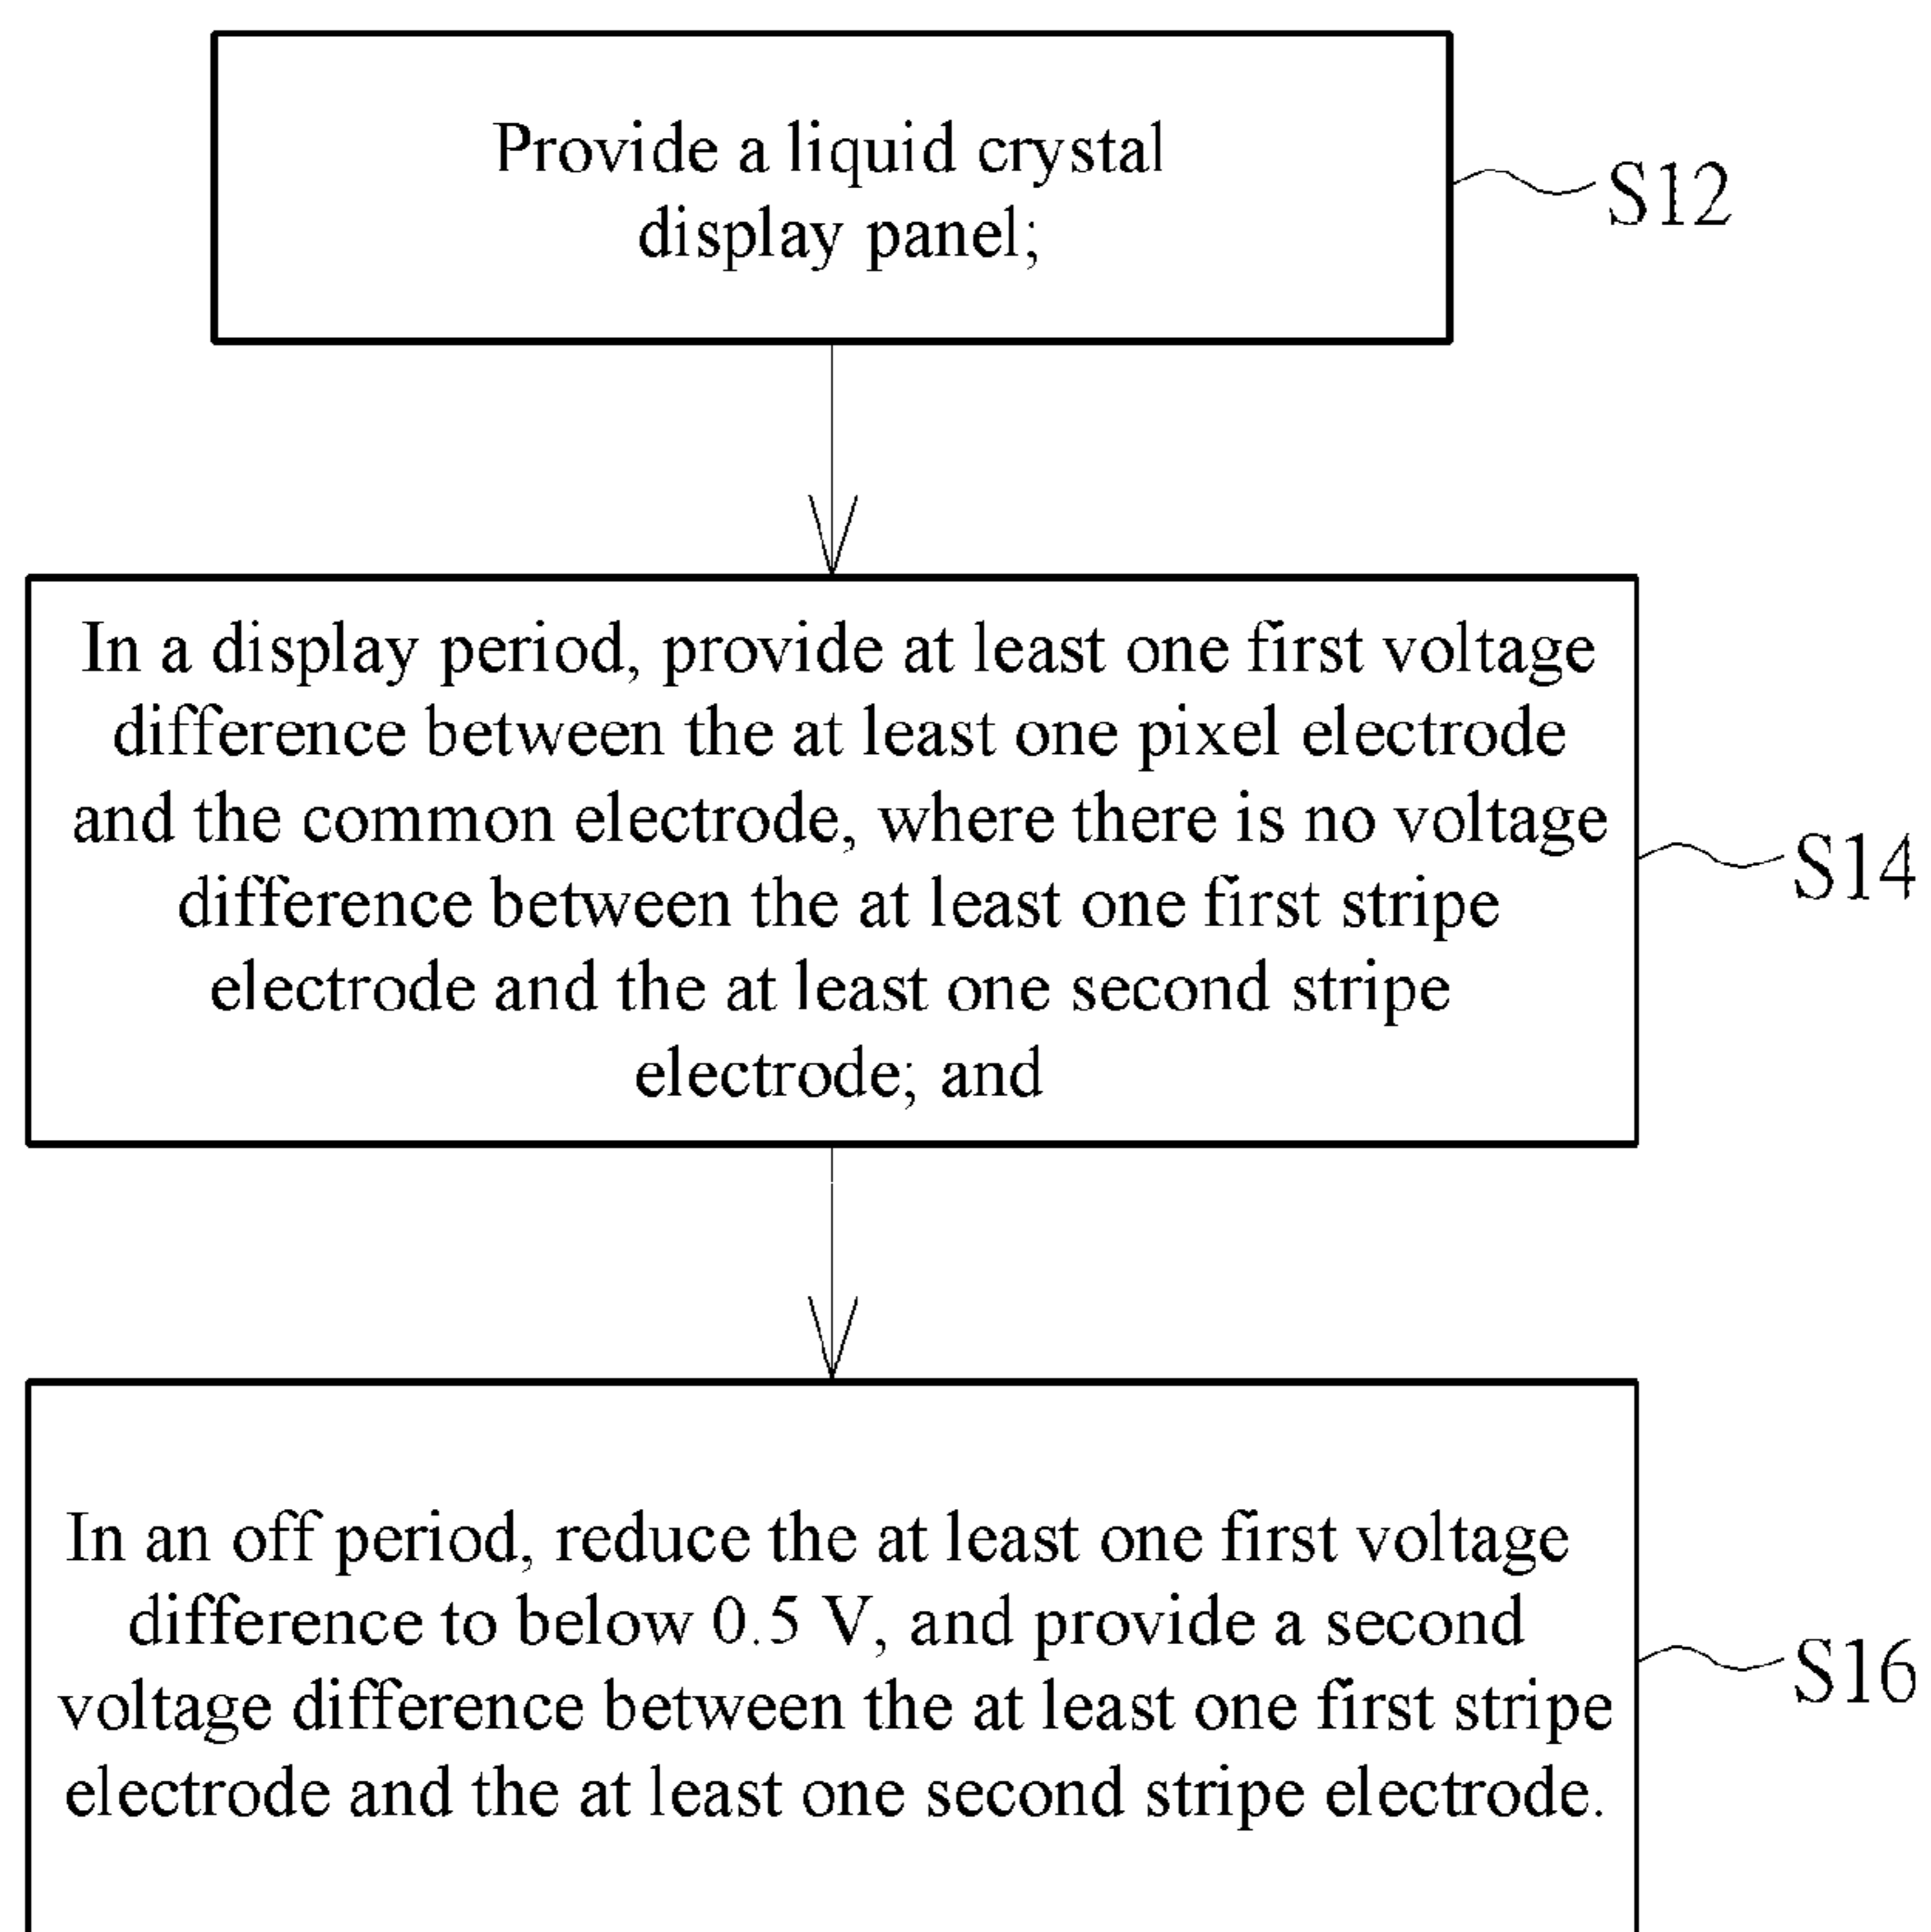 Provide a liquid crystal
display panel;
S12
In a display period, provide at least one first voltage
difference between the at least one pixel electrode
and the common electrode, where there is no voltage
difference between the at least one first stripe
electrode and the at least one second stripe
electrode; and
S14
In an off period, reduce the at least one first voltage
difference to below 0.5 V, and provide a second
voltage difference between the at least one first stripe
electrode and the at least one second stripe electrode.
S16